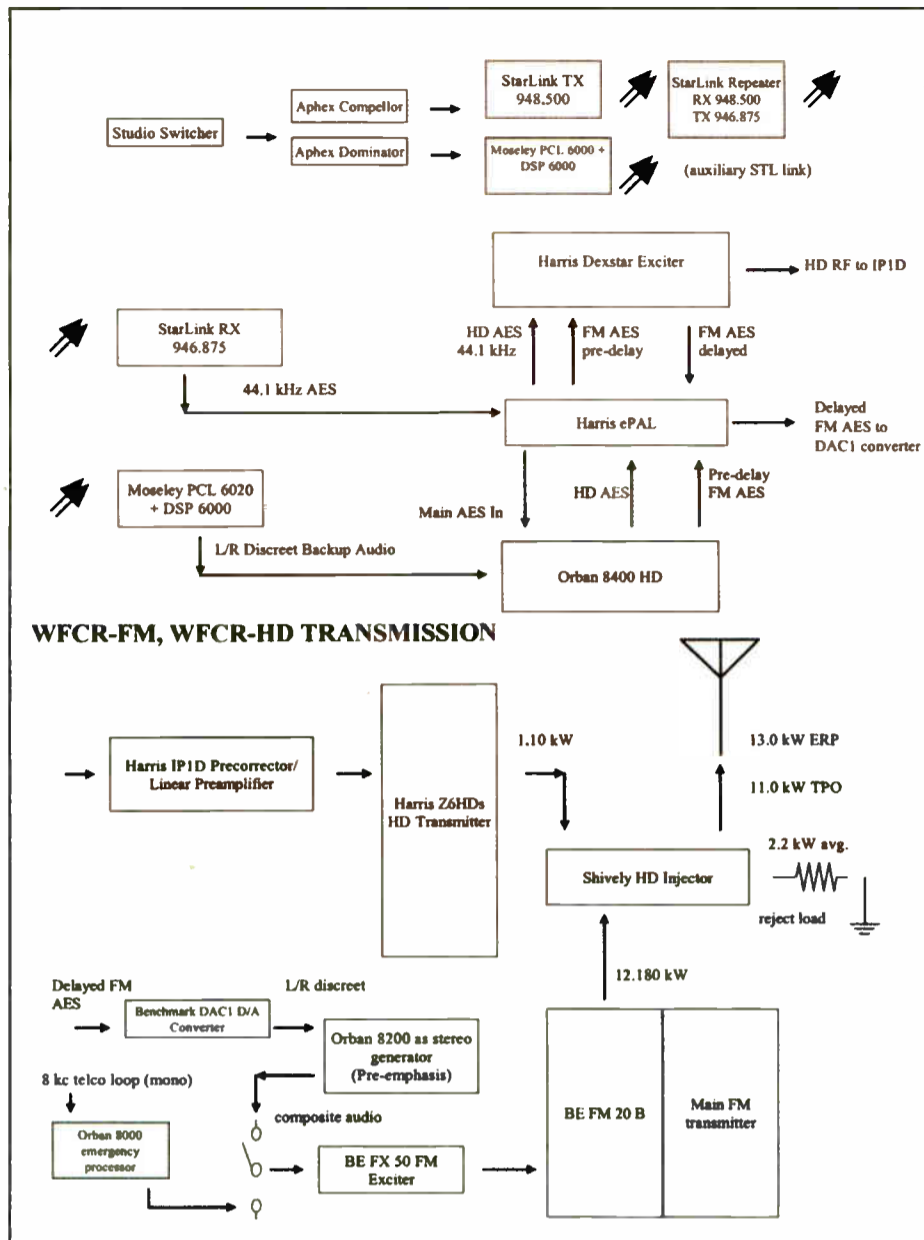 StarLink TX
948.500
StarLink Repeater
RX 948.500
TX 946.875
Aphex Compellor
Studio Switcher
Aphex Dominator
Moseley PCL 6000 +
DSP 6000
(auxiliary STL link)
Harris Dexstar Exciter
HD RF to IP1D
StarLink RX
946.875
HD AES
44.1 kHz
FM AES
pre-delay
FM AES
delayed
44.1 kHz AES
Harris ePAL
Delayed
FM AES to
DAC1 converter
Moseley PCL 6020
+ DSP 6000
Main AES In
HD AES
Pre-delay
FM AES
L/R Discreet Backup Audio
Orban 8400 HD
WFCR-FM, WFCR-HD TRANSMISSION
Harris IP1D Precorrector/
Linear Preamplifier
Harris Z6HDs
HD Transmitter
1.10 kW
13.0 kW ERP
11.0 kW TPO
2.2 kW avg.
Shively HD Injector
reject load
12.180 kW
Delayed FM
AES
L/R discreet
Benchmark DAC1 D/A
Converter
Orban 8200 as stereo
generator
(Pre-emphasis)
8 kc telco loop (mono)
composite audio
Orban 8000
emergency
processor
BE FX 50 FM
Exciter
BE FM 20 B
Main FM
transmitter